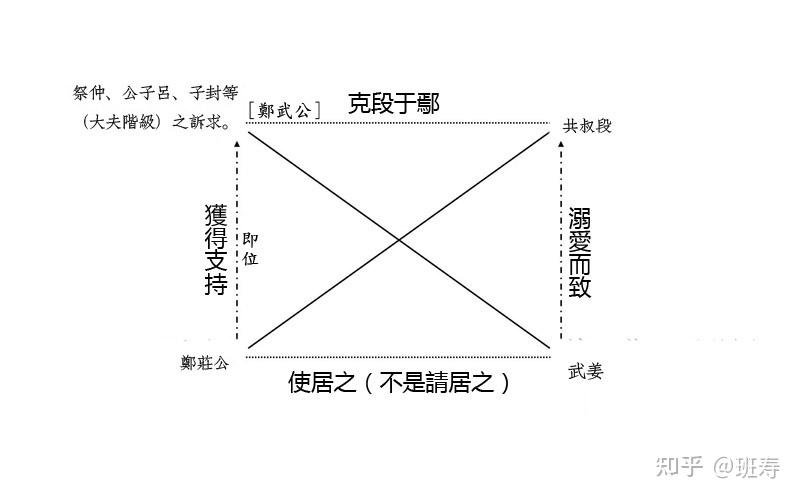 祭仲、公子呂、子封等
（大夫階級）之訴求。
[鄭武公]
克段于鄢
共叔段
獲得支持
即位
溺愛而致
鄭莊公
使居之（不是請居之）
武姜
知乎 @班寿